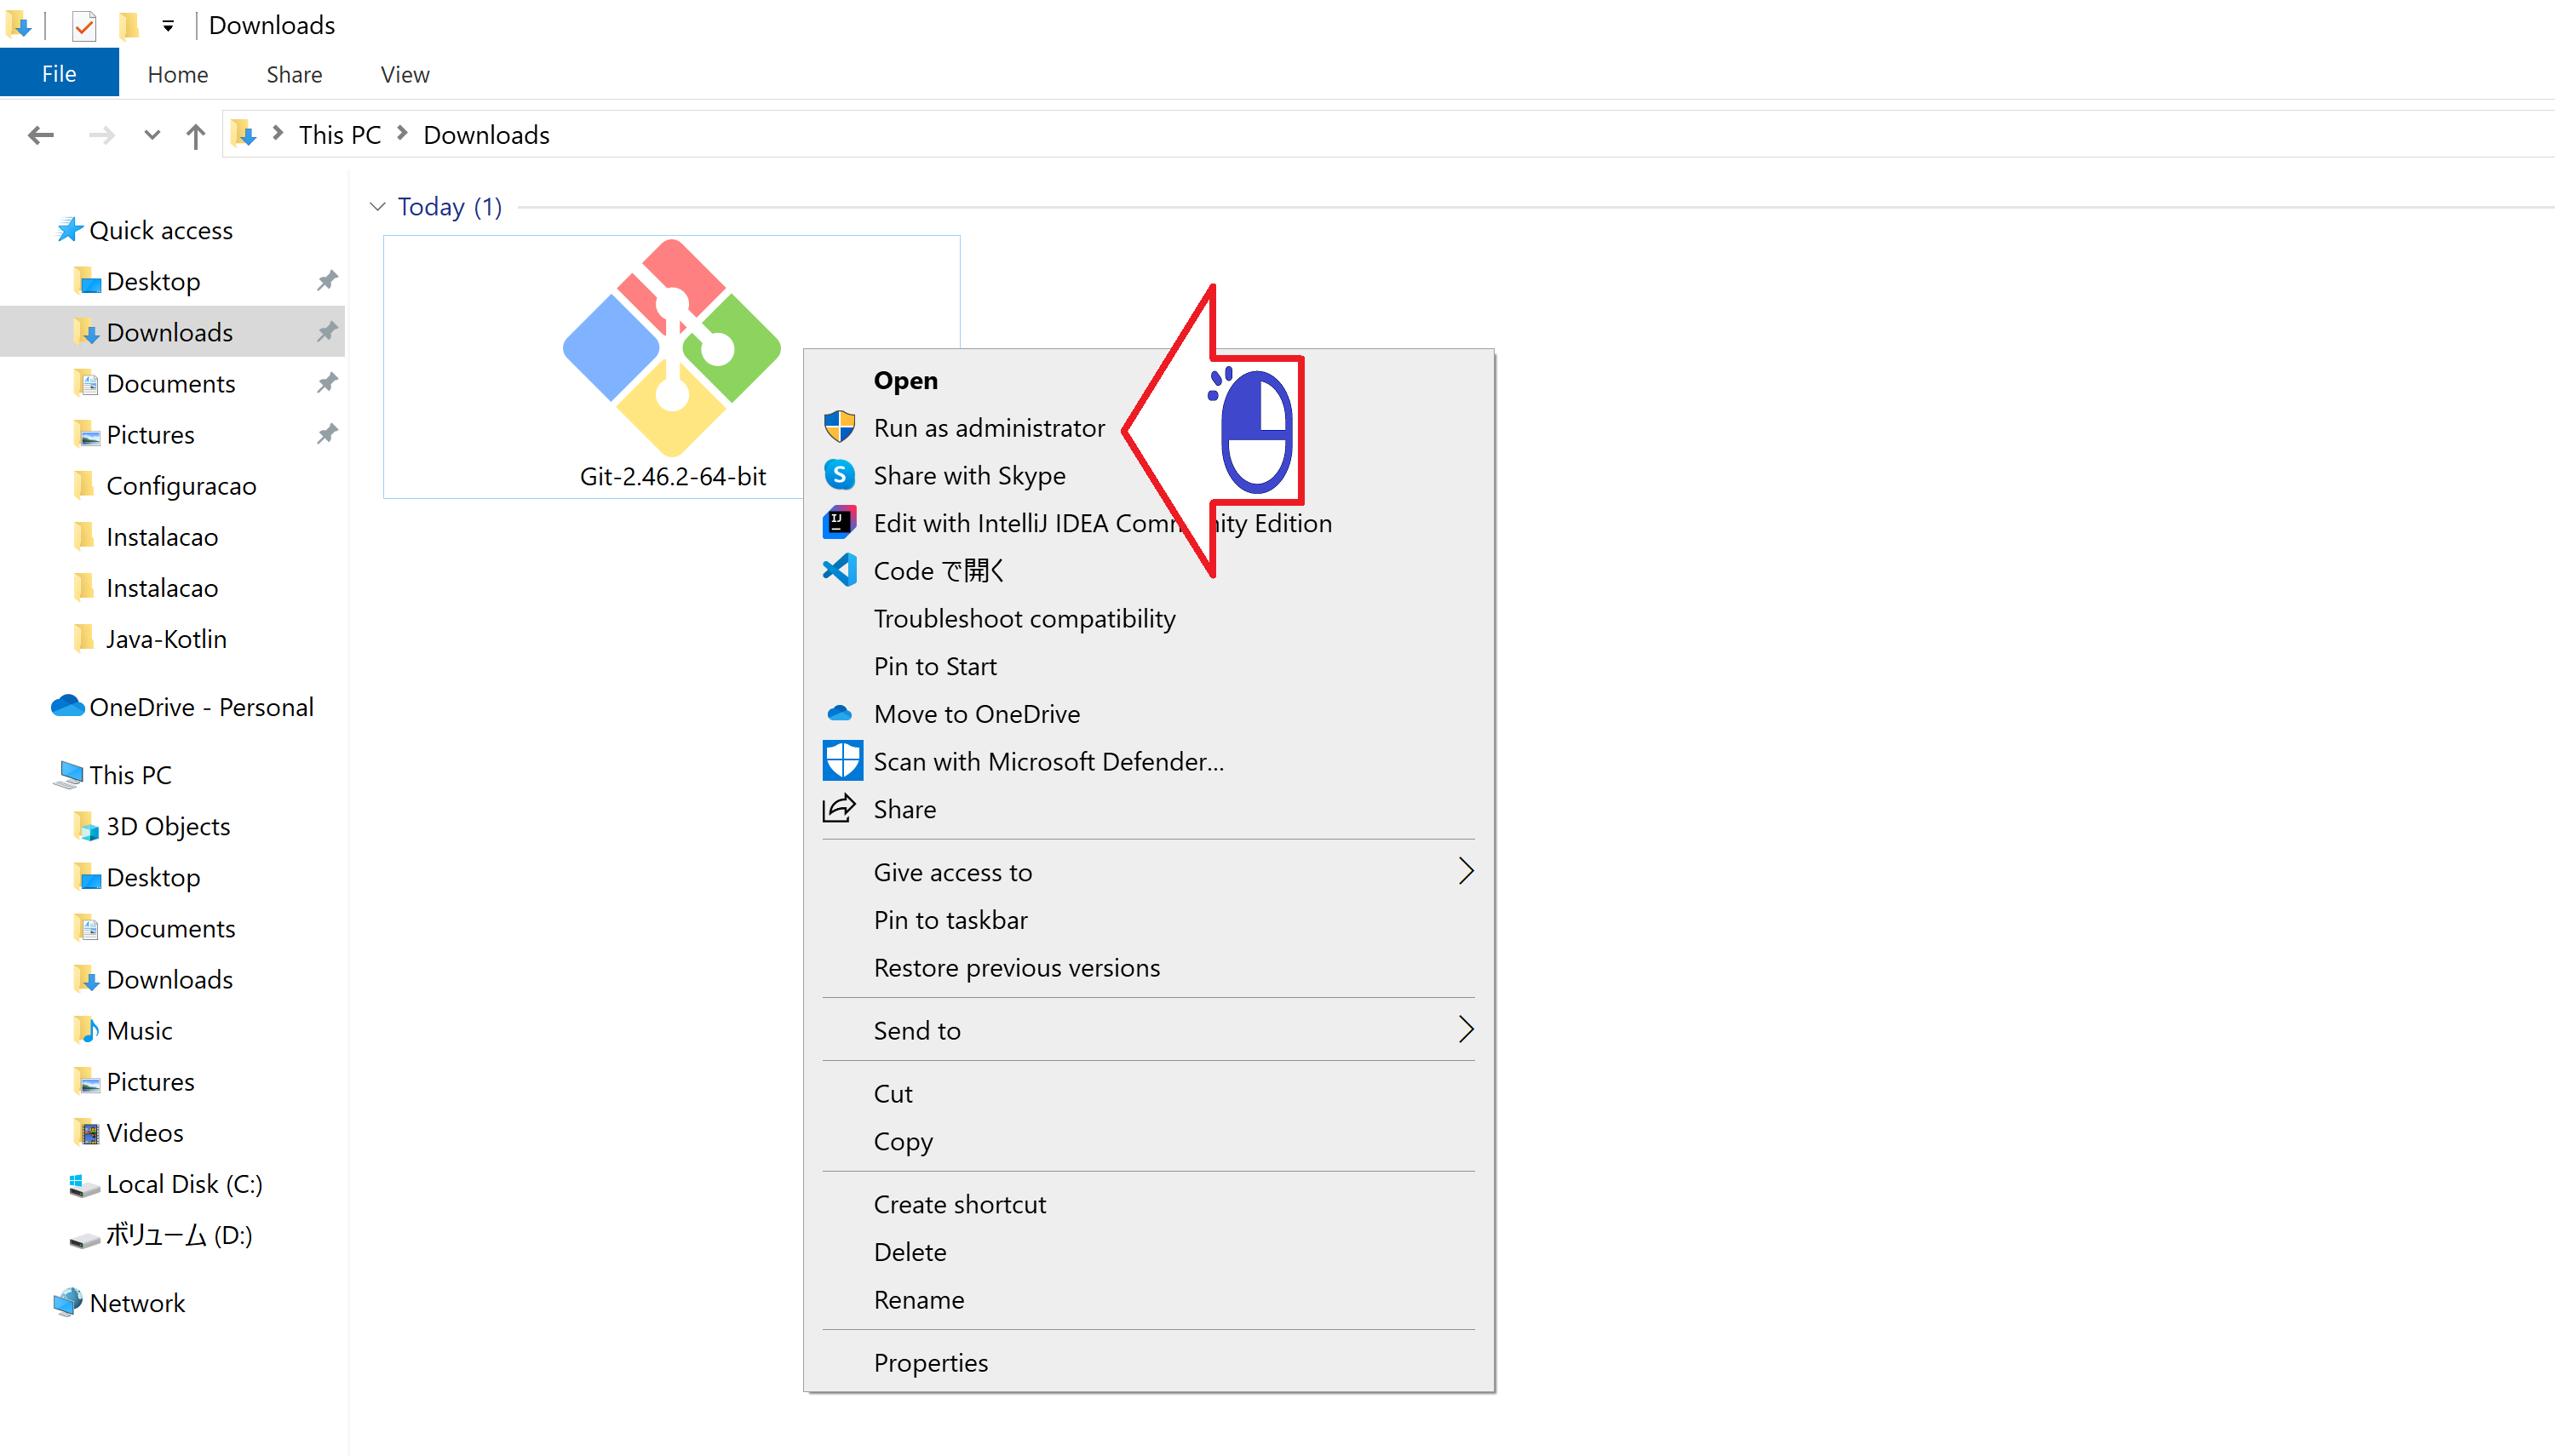 Downloads
File Home Share View
This PC Downloads
Quick access
Desktop
Downloads
Documents
Pictures
Configuracao
Instalacao
Instalacao
Java-Kotlin
OneDrive - Personal
This PC
3D Objects
Desktop
Documents
Downloads
Music
Pictures
Videos
Local Disk (C:)
ボリューム (D:)
Network
Today (1)
Git-2.46.2-64-bit
Open
Run as administrator
Share with Skype
Edit with IntelliJ IDEA Community Edition
Code で開く
Troubleshoot compatibility
Pin to Start
Move to OneDrive
Scan with Microsoft Defender...
Share
Give access to
Pin to taskbar
Restore previous versions
Send to
Cut
Copy
Create shortcut
Delete
Rename
Properties